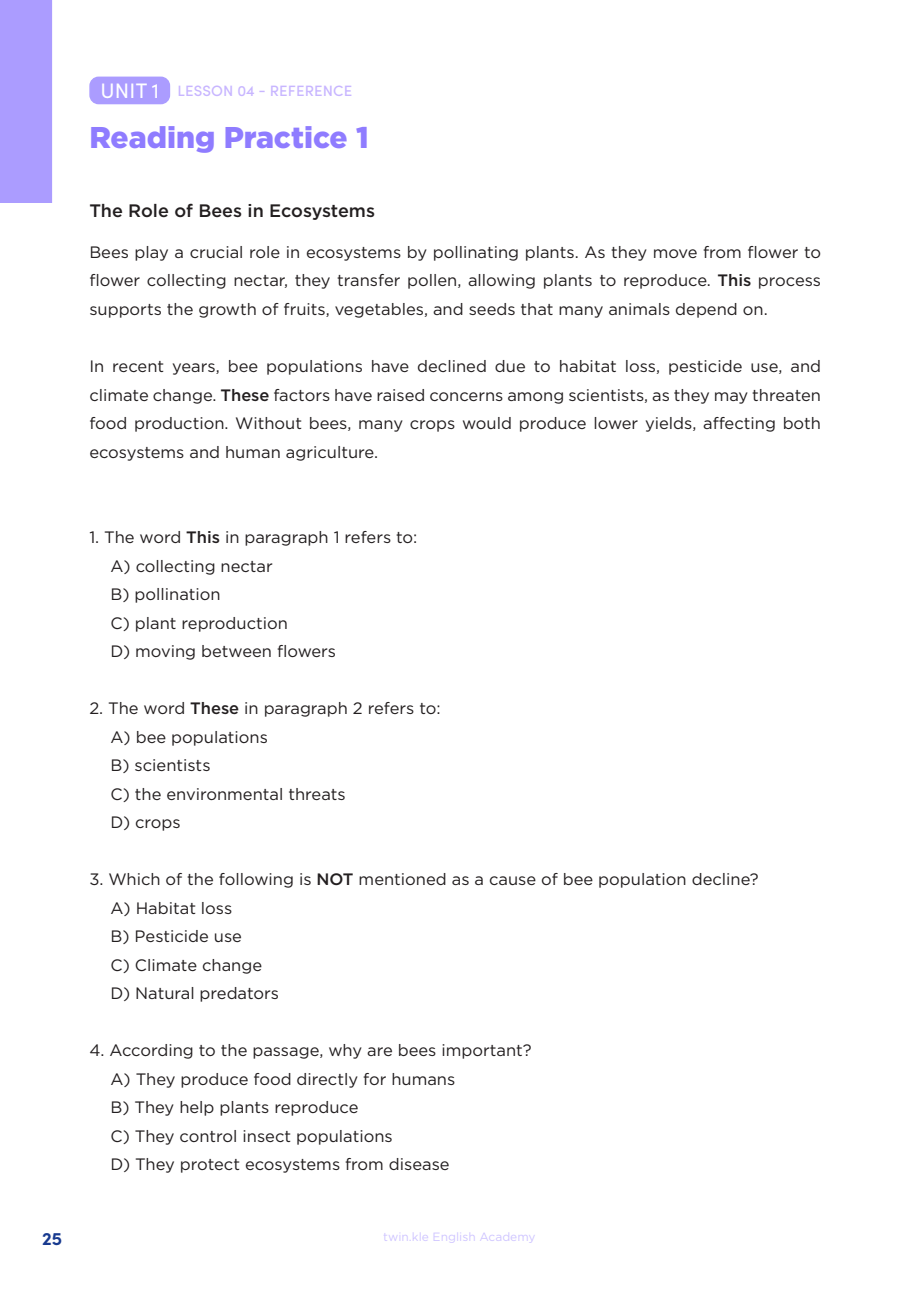 UNIT 1 LESSON 04 – REFERENCE
Reading Practice 1
The Role of Bees in Ecosystems
Bees play a crucial role in ecosystems by pollinating plants. As they move from flower to
flower collecting nectar, they transfer pollen, allowing plants to reproduce. This process
supports the growth of fruits, vegetables, and seeds that many animals depend on.
In recent years, bee populations have declined due to habitat loss, pesticide use, and
climate change. These factors have raised concerns among scientists, as they may threaten
food production. Without bees, many crops would produce lower yields, affecting both
ecosystems and human agriculture.
1. The word This in paragraph 1 refers to:
A) collecting nectar
B) pollination
C) plant reproduction
D) moving between flowers
2. The word These in paragraph 2 refers to:
A) bee populations
B) scientists
C) the environmental threats
D) crops
3. Which of the following is NOT mentioned as a cause of bee population decline?
A) Habitat loss
B) Pesticide use
C) Climate change
D) Natural predators
4. According to the passage, why are bees important?
A) They produce food directly for humans
B) They help plants reproduce
C) They control insect populations
D) They protect ecosystems from disease
25
twin.kle English Academy